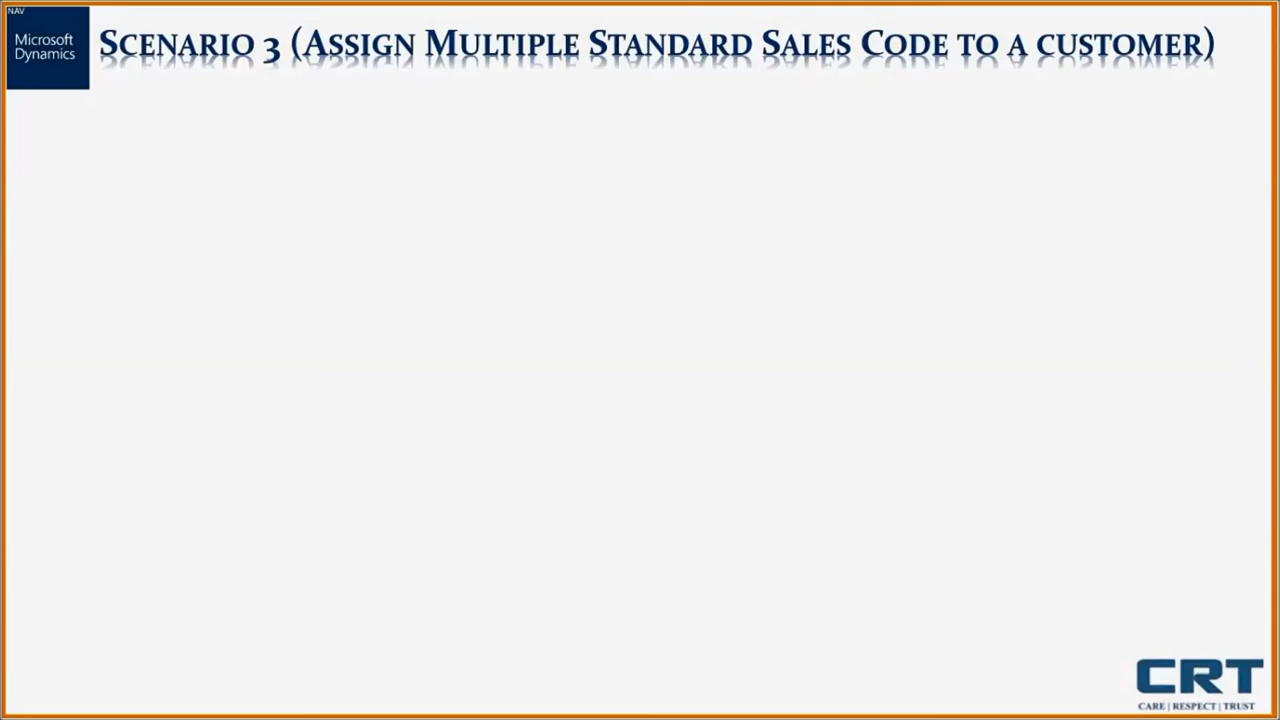 NAV
Microsoft
Dynamics
SCENARIO 3 (ASSIGN MULTIPLE STANDARD SALES CODE TO A CUSTOMER)
CRT
CARE | RESPECT | TRUST